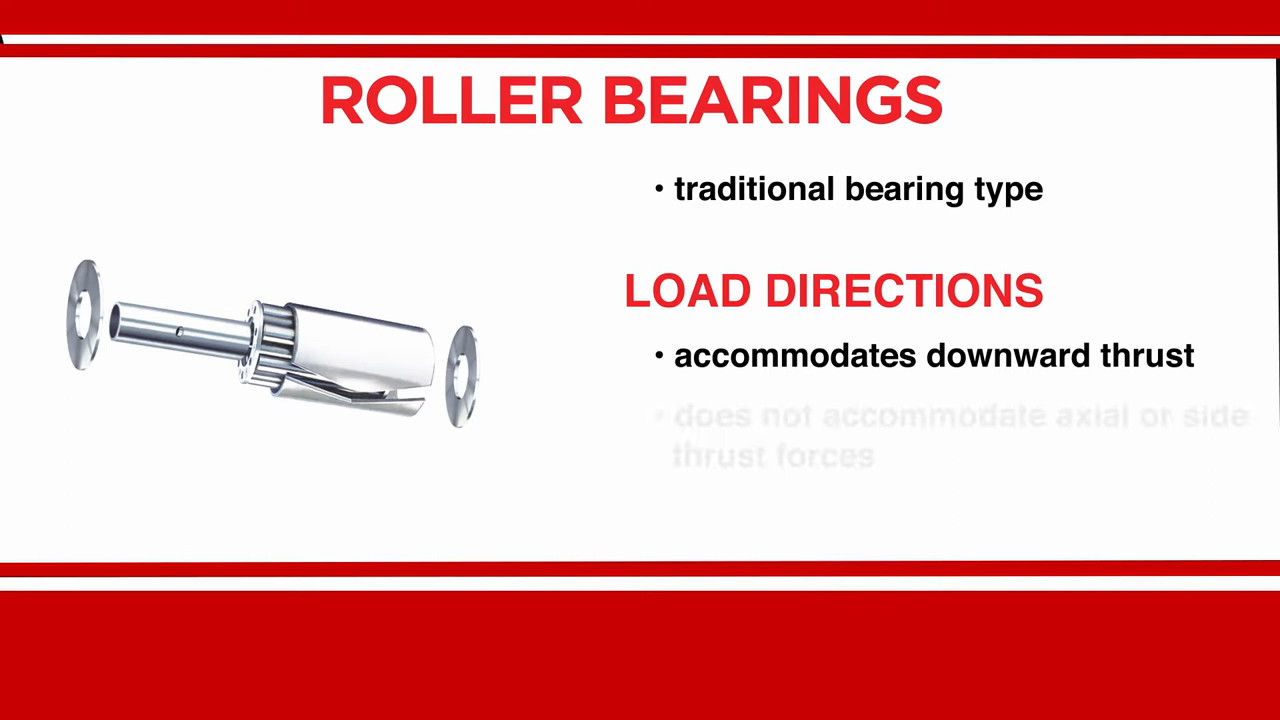 ROLLER BEARINGS
• traditional bearing type
LOAD DIRECTIONS
• accommodates downward thrust
• does not accommodate axial or side
thrust forces